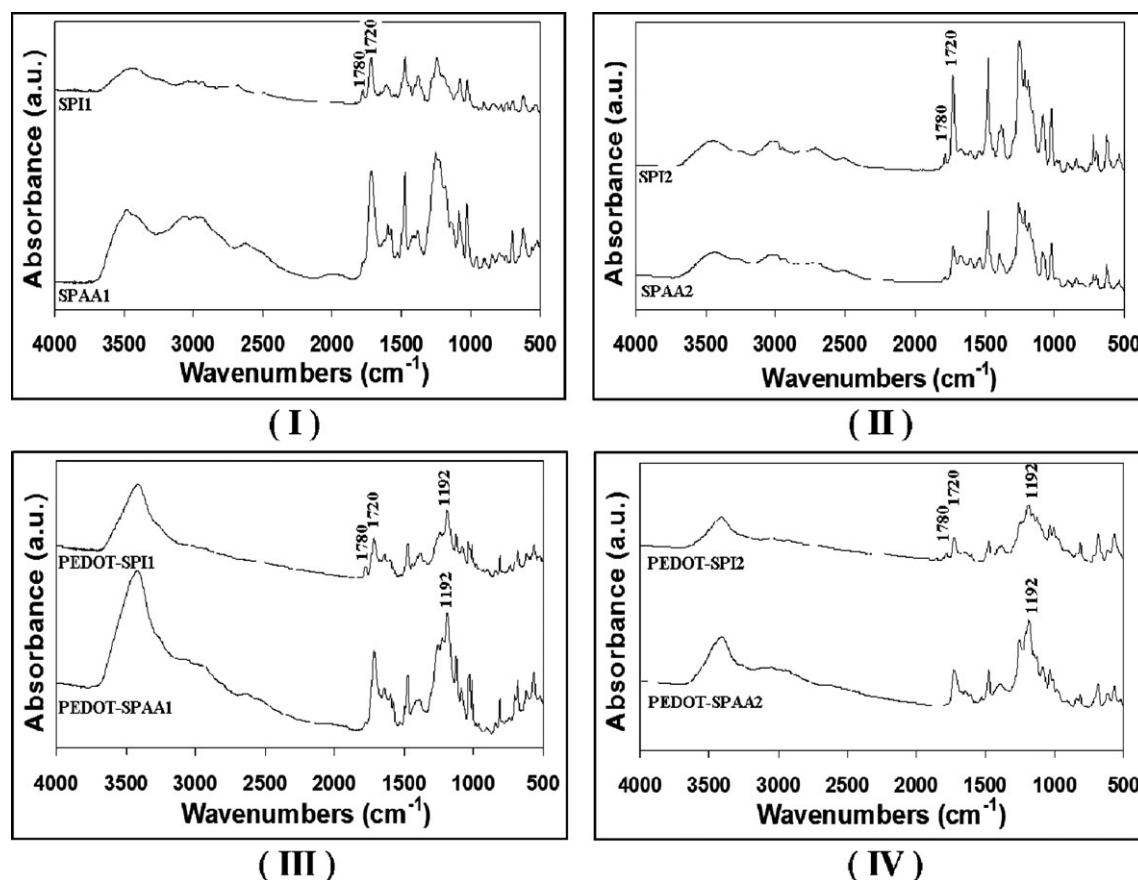 Absorbance (a.u.)
1780
1720
SPI1
SPAA1
4000 3500 3000 2500 2000 1500 1000 500
Wavenumbers (cm⁻¹)
( I )
Absorbance (a.u.)
1780
1720
SPI2
SPAA2
4000 3500 3000 2500 2000 1500 1000 500
Wavenumbers (cm⁻¹)
( II )
Absorbance (a.u.)
1780
1720
1192
PEDOT-SPI1
1192
PEDOT-SPAA1
4000 3500 3000 2500 2000 1500 1000 500
Wavenumbers (cm⁻¹)
( III )
Absorbance (a.u.)
1780
1720
1192
PEDOT-SPI2
1192
PEDOT-SPAA2
4000 3500 3000 2500 2000 1500 1000 500
Wavenumbers (cm⁻¹)
( IV )